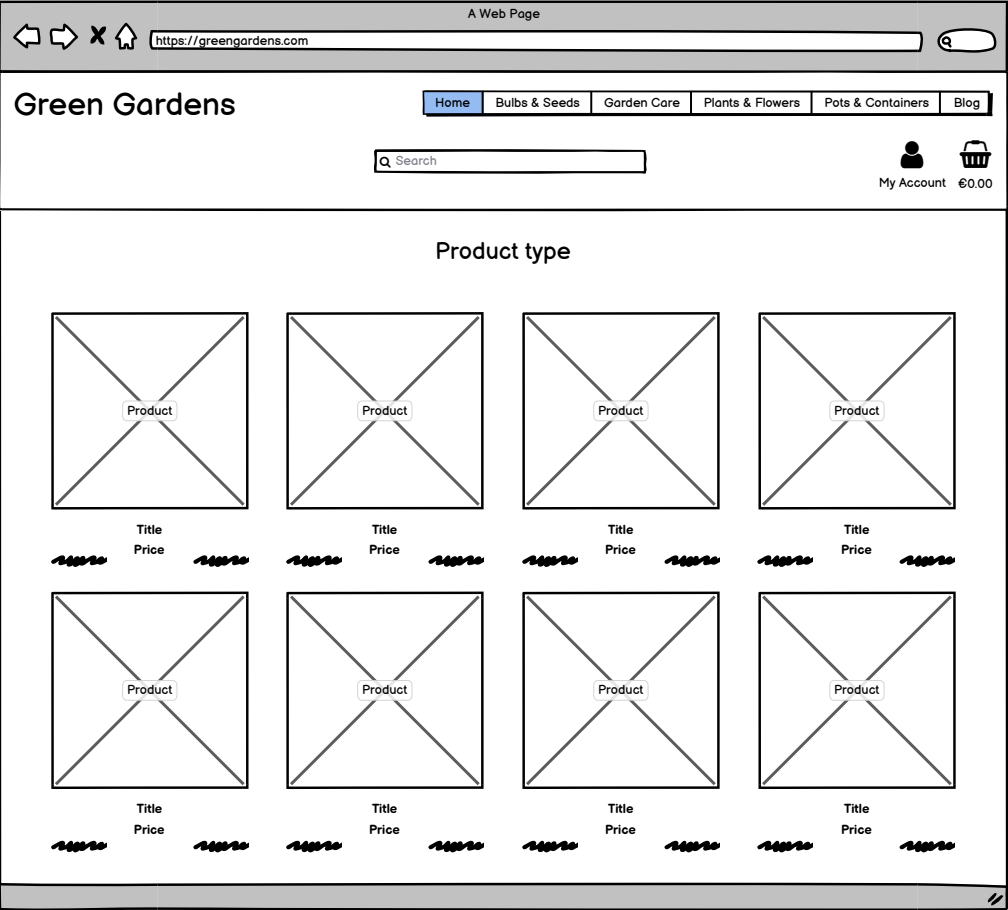 A Web Page
https://greengardens.com
Green Gardens
Home Bulbs & Seeds Garden Care Plants & Flowers Pots & Containers Blog
Search
My Account €0.00
Product type
Product Product Product Product
Title Title Title Title
Price Price Price Price
Product Product Product Product
Title Title Title Title
Price Price Price Price